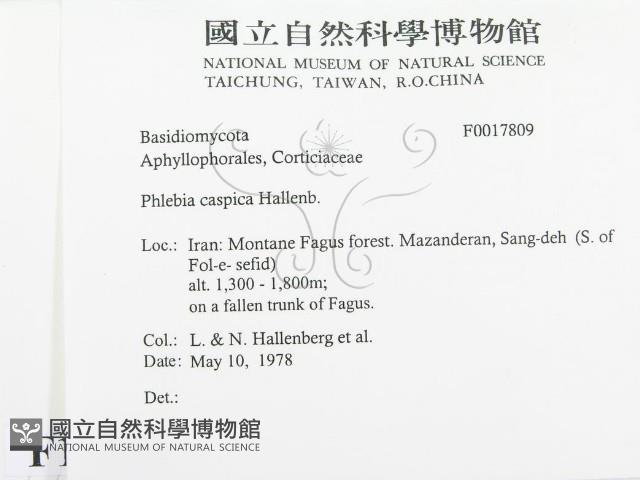 國立自然科學博物館
NATIONAL MUSEUM OF NATURAL SCIENCE
TAICHUNG, TAIWAN, R.O.CHINA
Basidiomycota F0017809
Aphyllophorales, Corticiaceae
Phlebia caspica Hallenb.
Loc.: Iran: Montane Fagus forest. Mazanderan, Sang-deh (S. of
Fol-e- sefid)
alt. 1,300 - 1,800m;
on a fallen trunk of Fagus.
Col.: L. & N. Hallenberg et al.
Date: May 10, 1978
Det.:
國立自然科學博物館
NATIONAL MUSEUM OF NATURAL SCIENCE